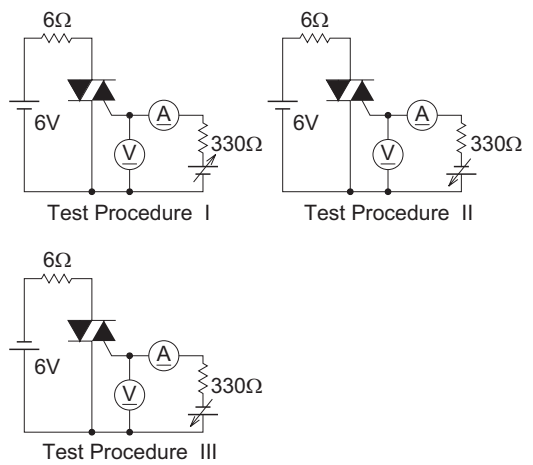 6Ω
6V
A
V
330Ω
Test Procedure I
6Ω
6V
A
V
330Ω
Test Procedure II
6Ω
6V
A
V
330Ω
Test Procedure III